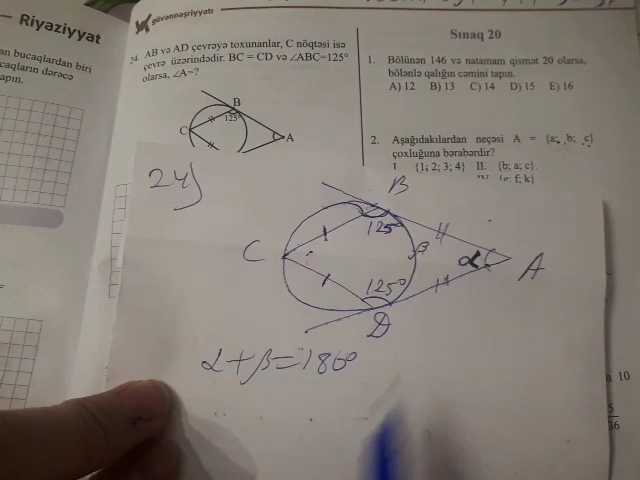 Riyaziyyat
güvənnəşriyyatı
an bucaqlardan biri
caqların dərəcə
apın.
24. AB və AD çevrəyə toxunanlar, C nöqtəsi isə
çevrə üzərindədir. BC = CD və ∠ABC=125°
olarsa, ∠A=?
B
125°
C
A
Sınaq 20
1. Bölünən 146 və natamam qismət 20 olarsa,
bölənlə qalığın cəmini tapın.
A) 12 B) 13 C) 14 D) 15 E) 16
2. Aşağıdakılardan neçəsi A = {a; b; c}
çoxluğuna bərabərdir?
I. {1; 2; 3; 4} II. {b; a; c}
e; f; k}
24)
B
125°
C
β
α
A
125°
D
α+β=180°
10
5
36